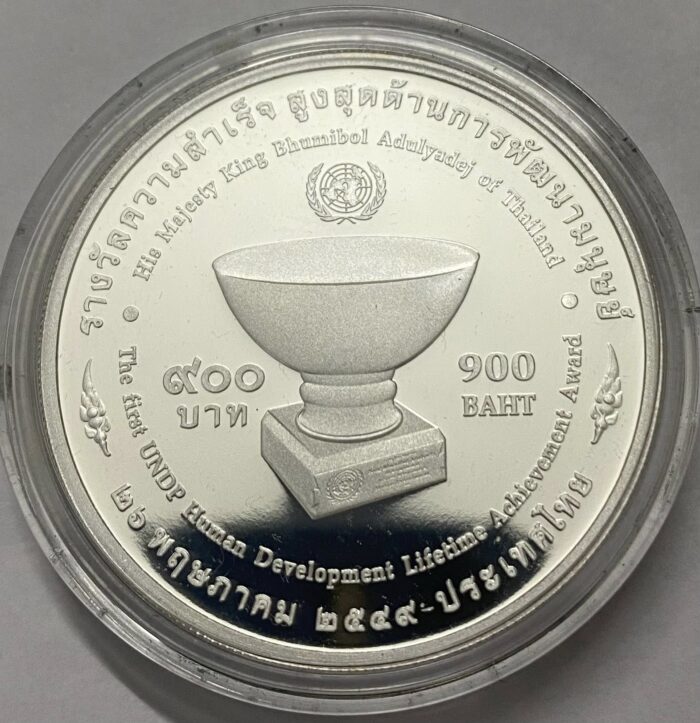 รางวัลความสำเร็จ สูงสุดด้านการพัฒนามนุษย์
His Majesty King Bhumibol Adulyadej of Thailand
๙๐๐
บาท
900
BAHT
The first UNDP Human Development Lifetime Achievement Award
๒๖ พฤษภาคม ๒๕๔๙-ประเทศไทย